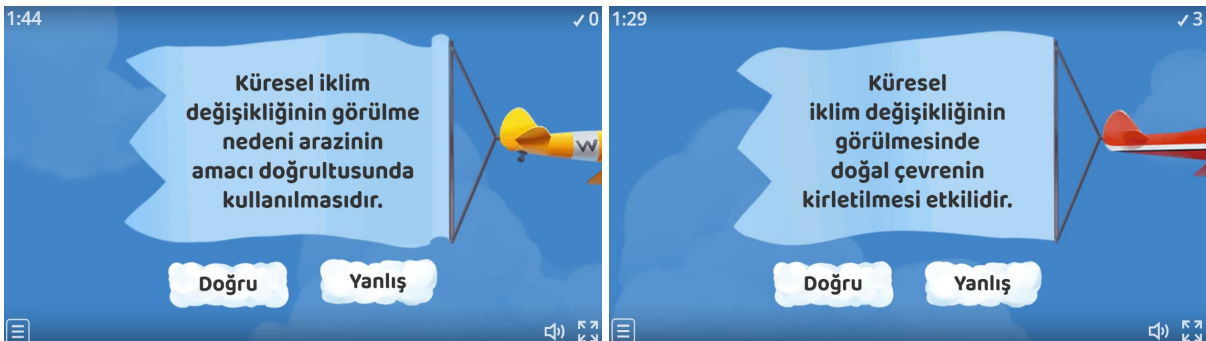 1:44
✓0
Küresel iklim
değişikliğinin görülme
nedeni arazinin
amacı doğrultusunda
kullanılmasıdır.
W
Doğru
Yanlış
1:29
✓3
Küresel
iklim değişikliğinin
görülmesinde
doğal çevrenin
kirletilmesi etkilidir.
Doğru
Yanlış